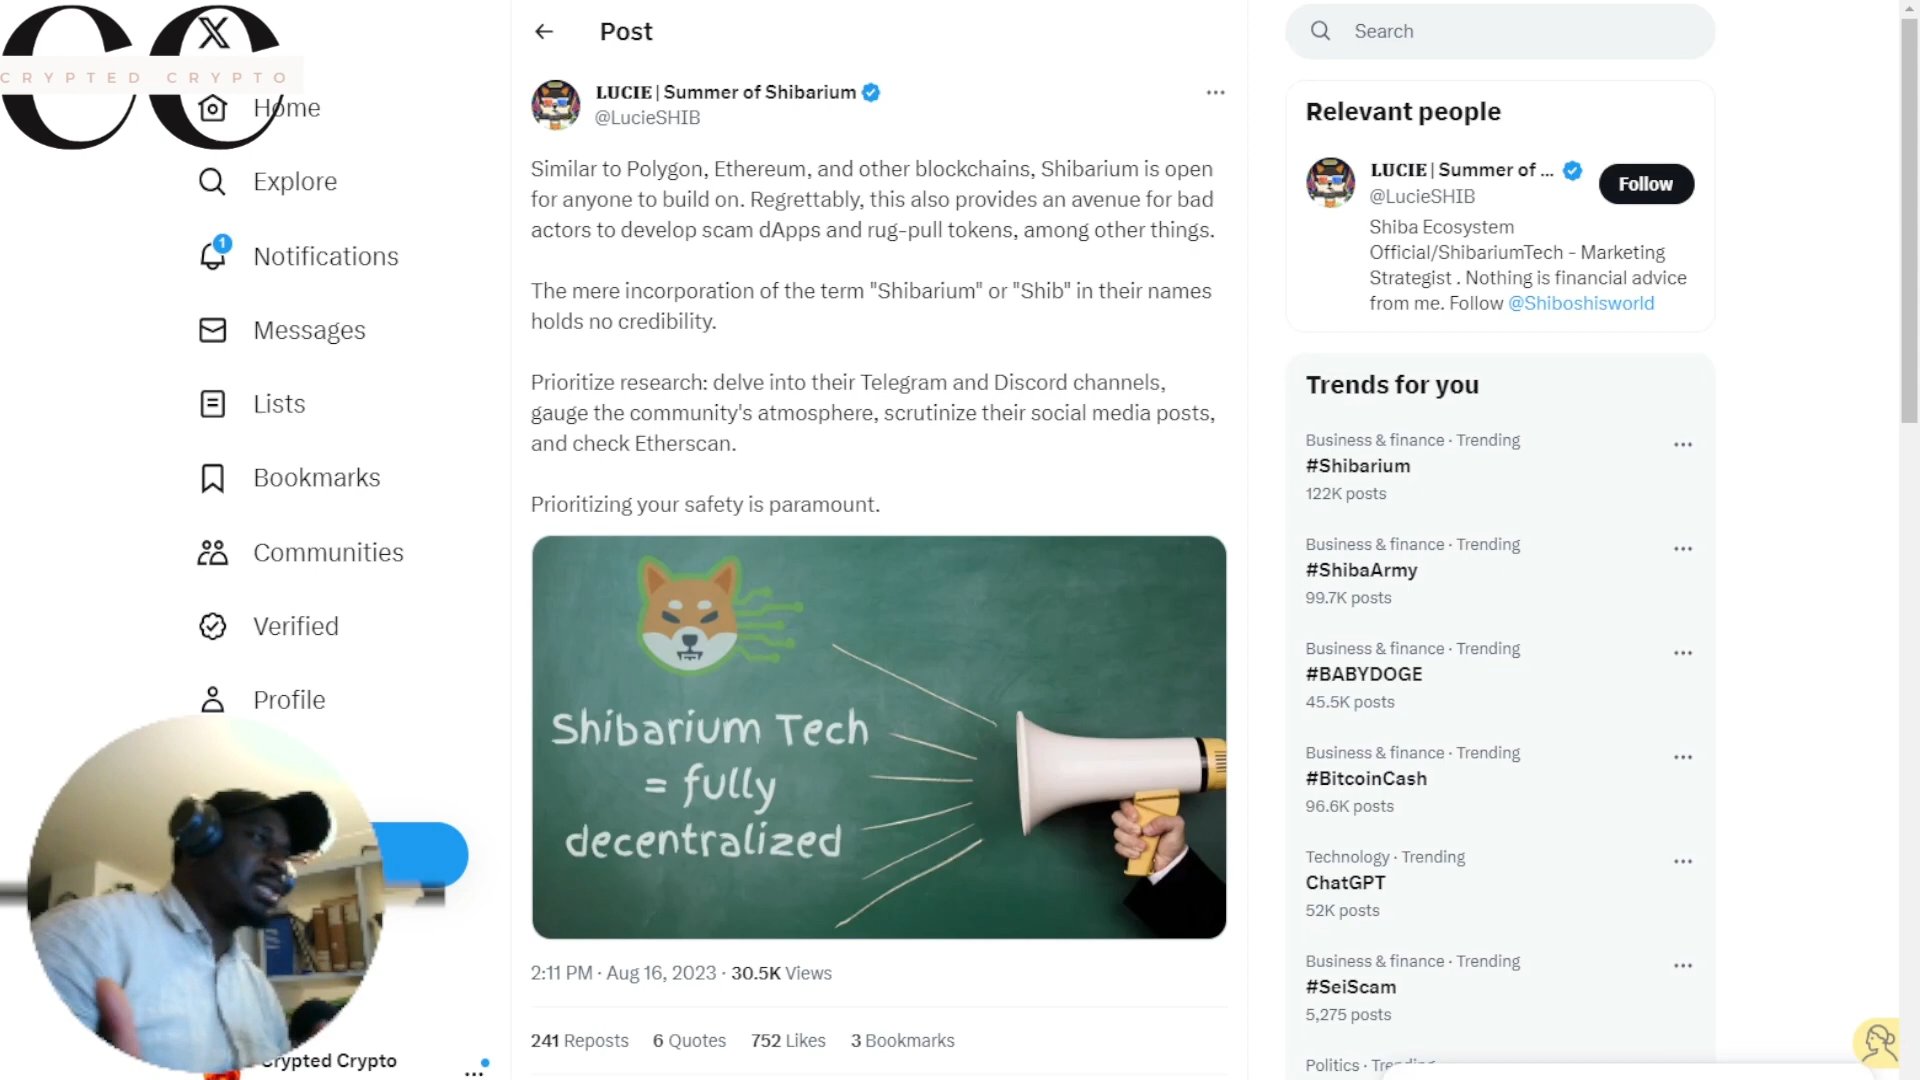 CRYPTED CRYPTO
Home
Explore
1
Notifications
Messages
Lists
Bookmarks
Communities
Verified
Profile
Crypted Crypto
Post
LUCIE | Summer of Shibarium
@LucieSHIB
Similar to Polygon, Ethereum, and other blockchains, Shibarium is open
for anyone to build on. Regrettably, this also provides an avenue for bad
actors to develop scam dApps and rug-pull tokens, among other things.
The mere incorporation of the term "Shibarium" or "Shib" in their names
holds no credibility.
Prioritize research: delve into their Telegram and Discord channels,
gauge the community's atmosphere, scrutinize their social media posts,
and check Etherscan.
Prioritizing your safety is paramount.
Shibarium Tech
= fully
decentralized
2:11 PM · Aug 16, 2023 · 30.5K Views
241 Reposts 6 Quotes 752 Likes 3 Bookmarks
Search
Relevant people
LUCIE | Summer of ...
@LucieSHIB
Follow
Shiba Ecosystem
Official/ShibariumTech - Marketing
Strategist . Nothing is financial advice
from me. Follow @Shiboshisworld
Trends for you
Business & finance · Trending
#Shibarium
122K posts
Business & finance · Trending
#ShibaArmy
99.7K posts
Business & finance · Trending
#BABYDOGE
45.5K posts
Business & finance · Trending
#BitcoinCash
96.6K posts
Technology · Trending
ChatGPT
52K posts
Business & finance · Trending
#SeiScam
5,275 posts
Politics · Trending